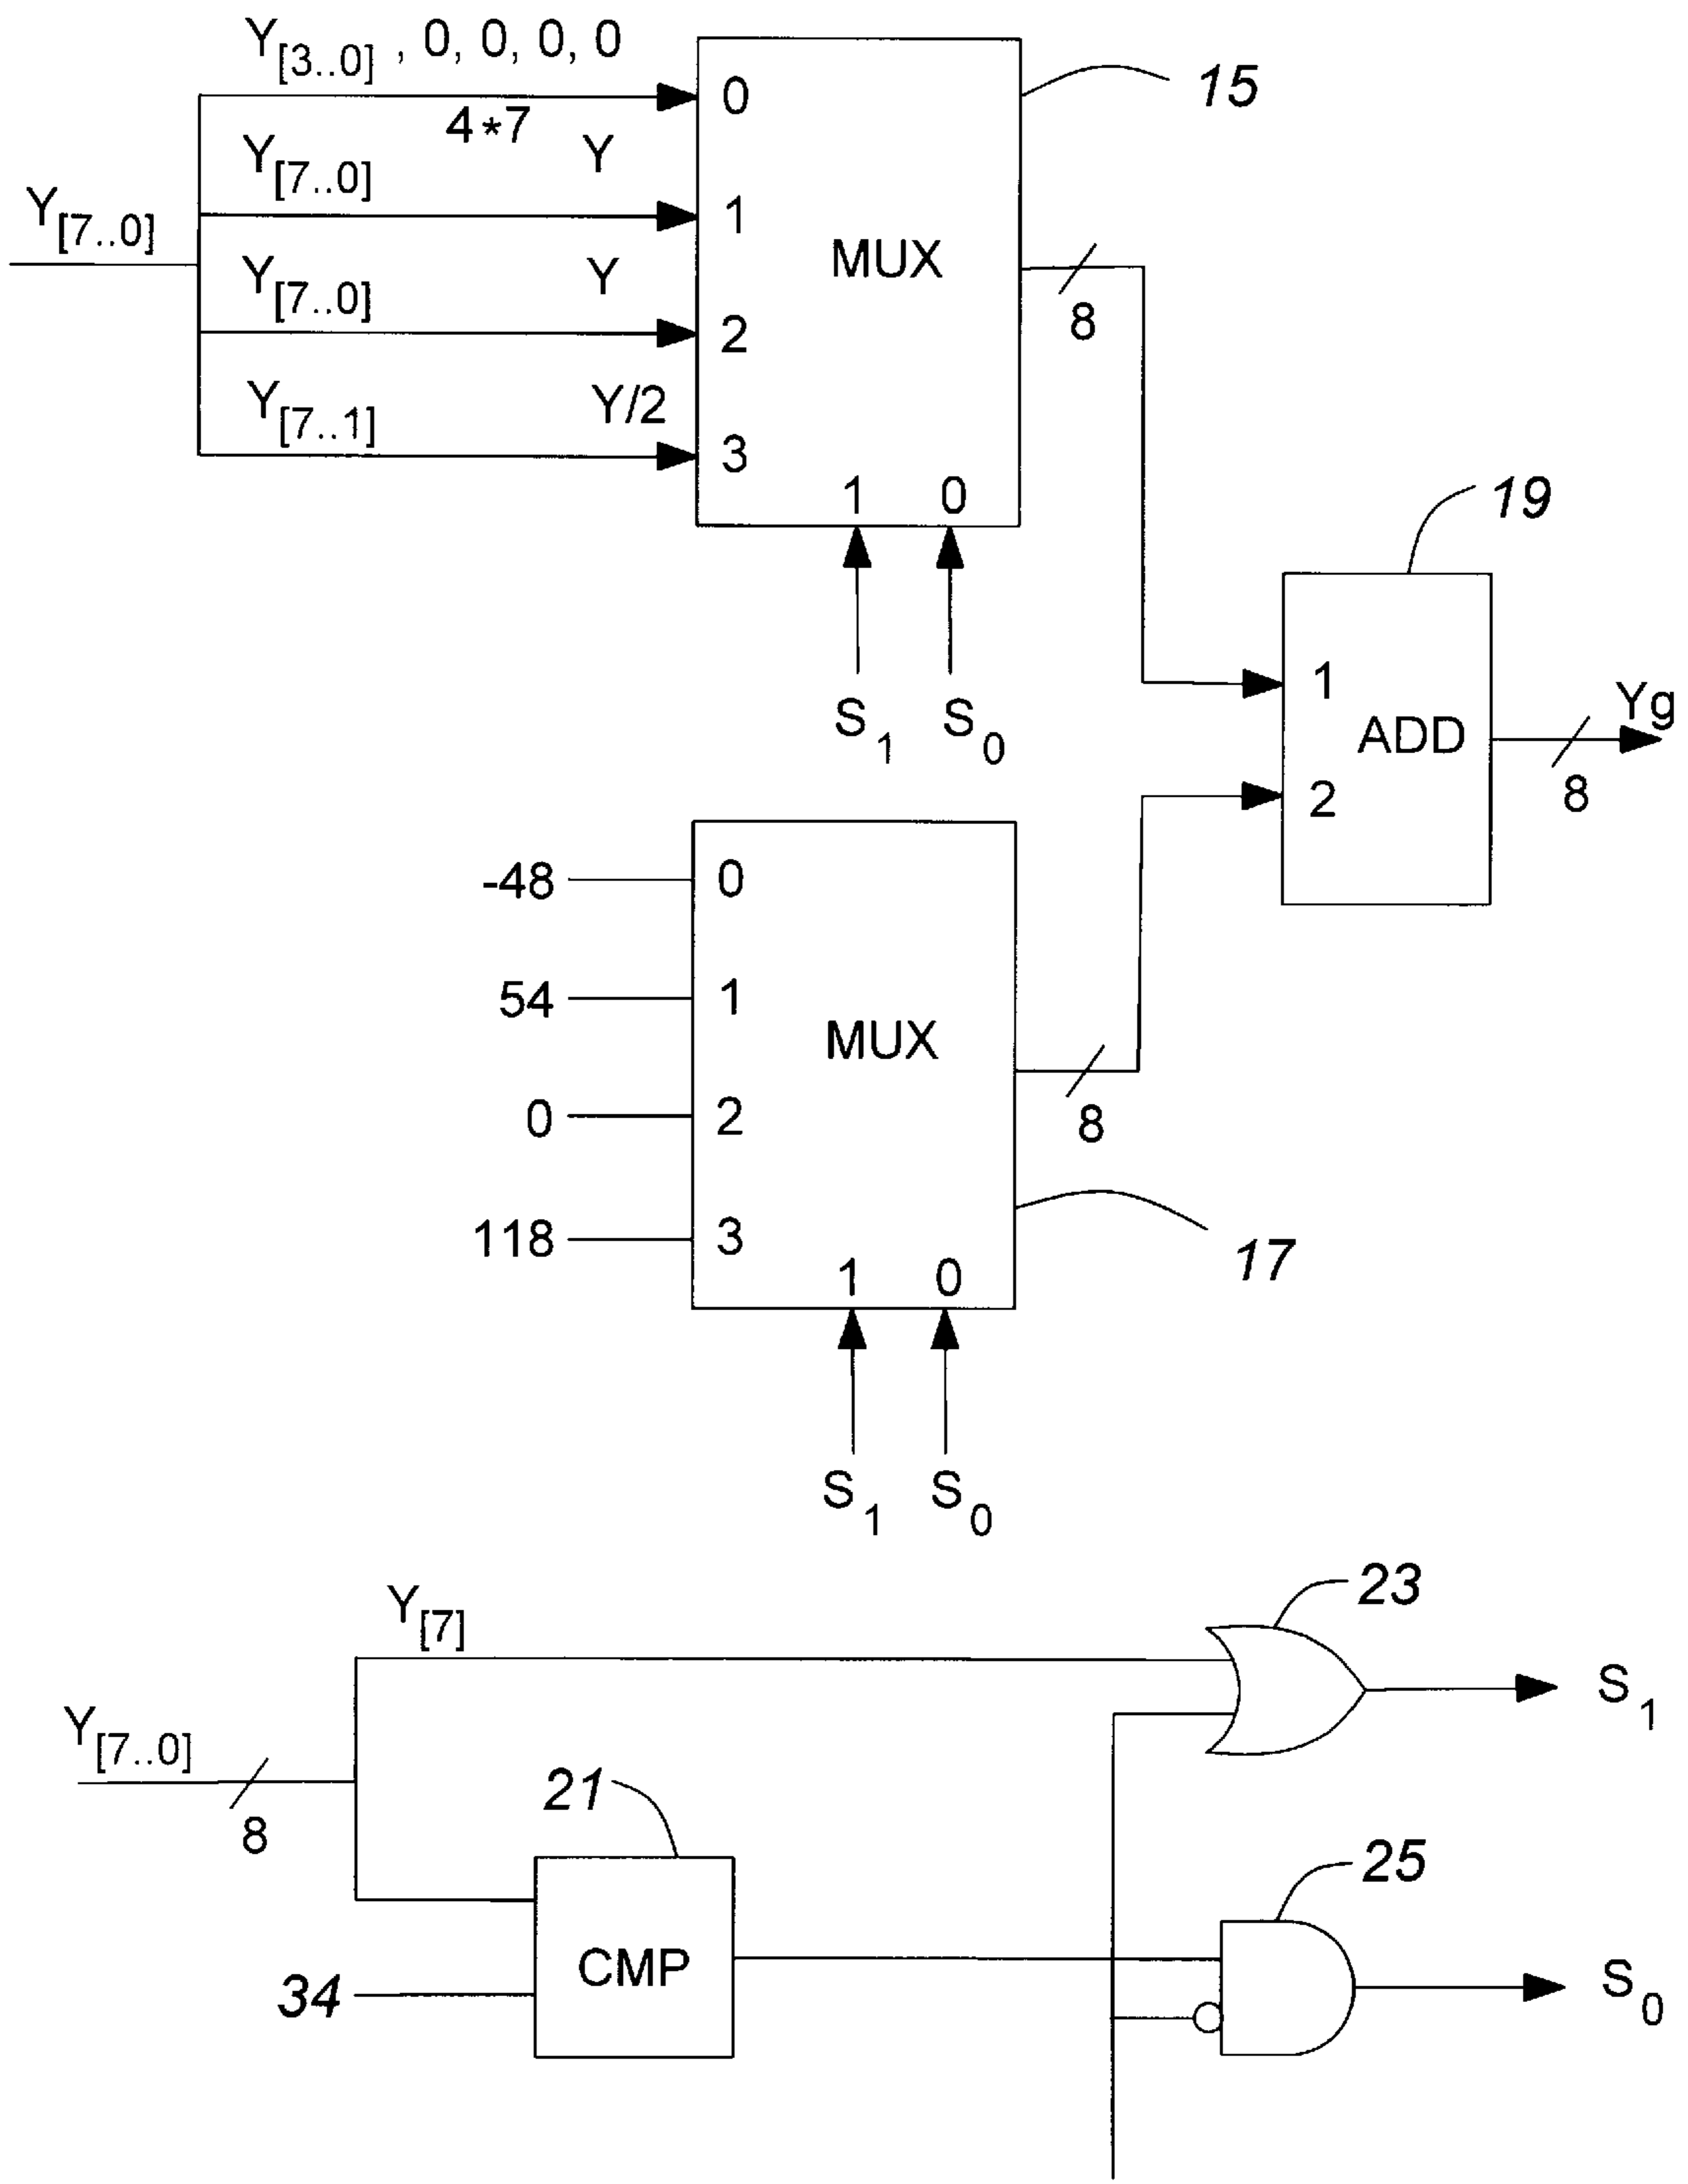 Y[3..0] , 0, 0, 0, 0
15
0
4*7
Y[7..0] Y
1
Y[7..0]
MUX
Y[7..0] Y
8
2
Y[7..1] Y/2
3
1 0
19
S1 S0
1
Yg
ADD
2
8
-48 0
54 1
MUX
0 2
8
118 3
17
1 0
S1 S0
23
Y[7]
S1
Y[7..0]
8
21
25
CMP
34
S0